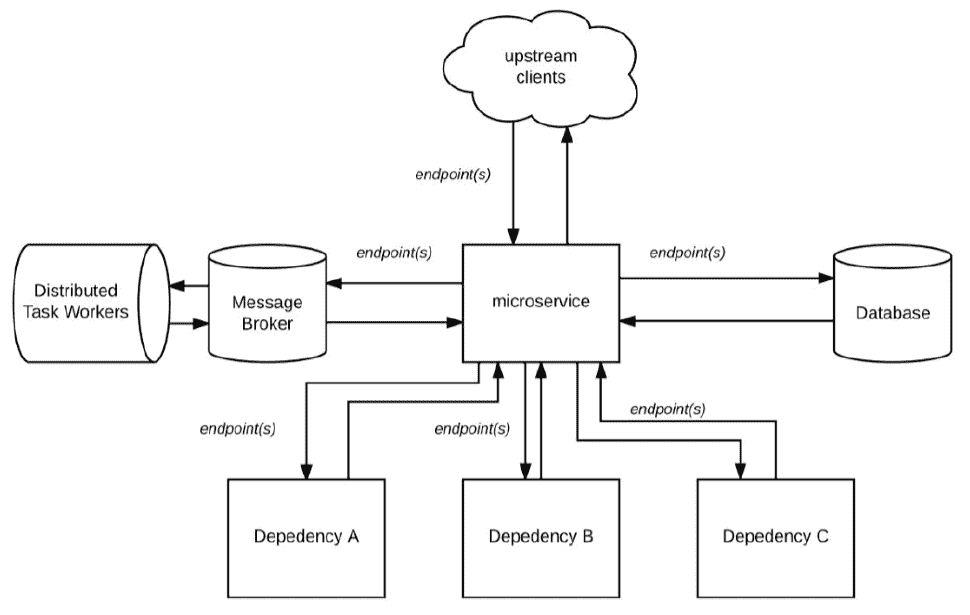 upstream
clients
endpoint(s)
endpoint(s)
endpoint(s)
Distributed
Task Workers
Message
Broker
microservice
Database
endpoint(s)
endpoint(s)
endpoint(s)
Depedency A
Depedency B
Depedency C